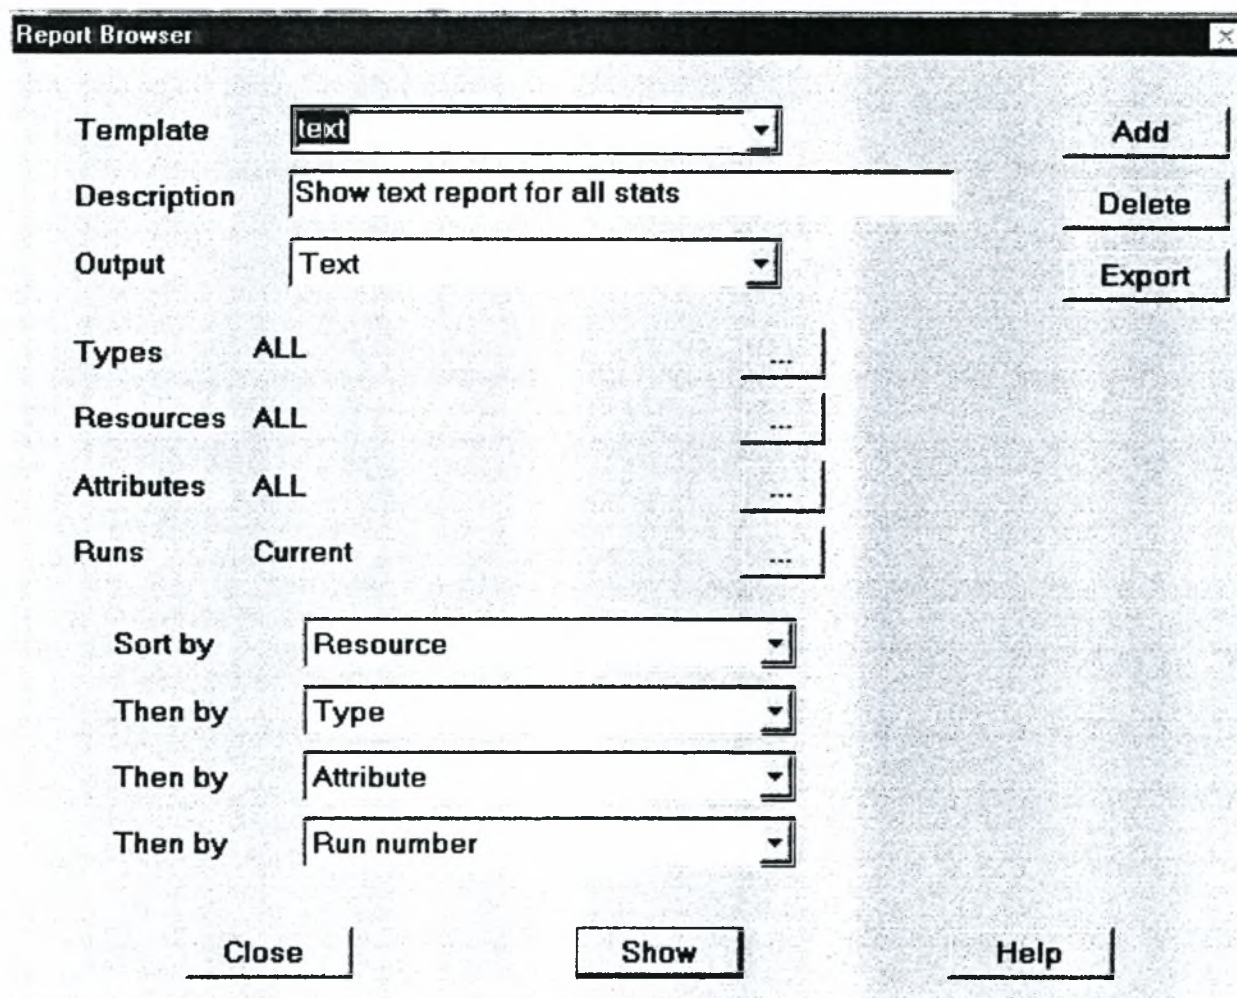 Report Browser
Template text Add
Description Show text report for all stats Delete
Output Text Export
Types ALL ...
Resources ALL ...
Attributes ALL ...
Runs Current ...
Sort by Resource
Then by Type
Then by Attribute
Then by Run number
Close Show Help